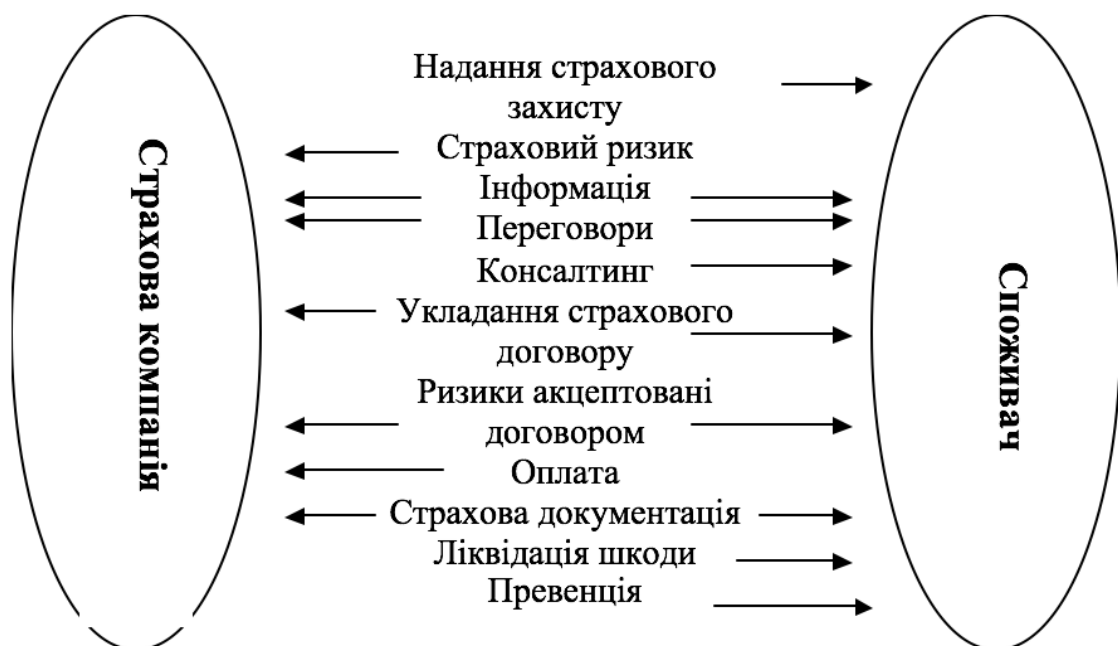 Страхова компанія
Надання страхового
захисту
Страховий ризик
Інформація
Переговори
Консалтинг
Укладання страхового
договору
Ризики акцептовані
договором
Оплата
Страхова документація
Ліквідація шкоди
Превенція
Споживач